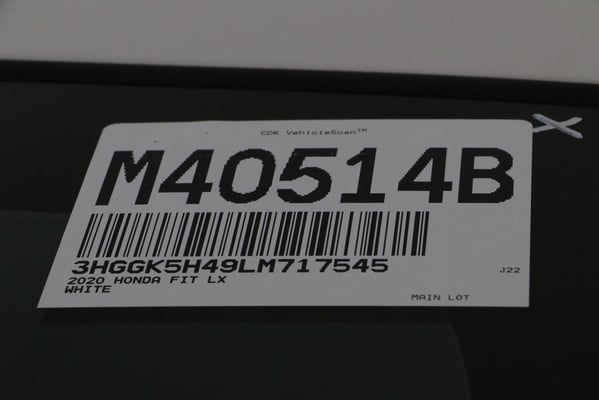 CDK VehicleScan™
M40514B
3HGGK5H49LM717545
J22
2020 HONDA FIT LX
WHITE
MAIN LOT